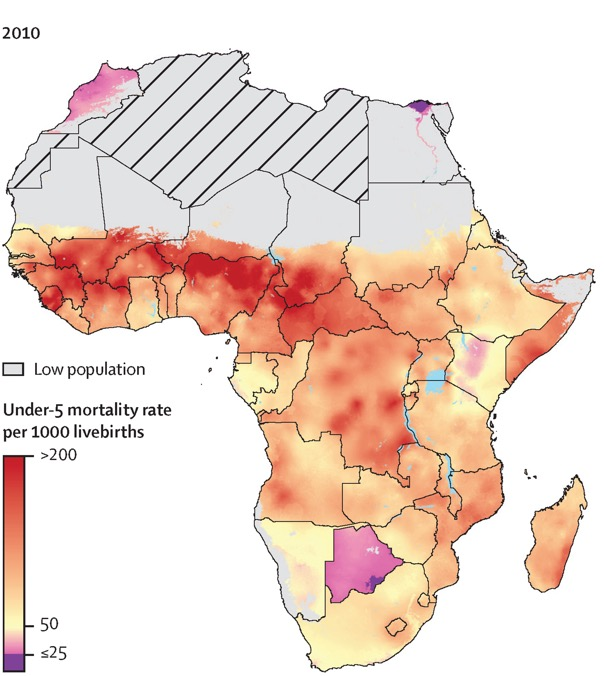 2010
Low population
Under-5 mortality rate
per 1000 livebirths
>200
50
≤25